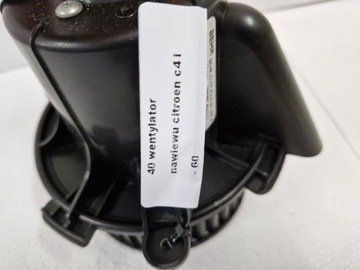 40 wentylator
nawiewu citroen c4 i
- 60